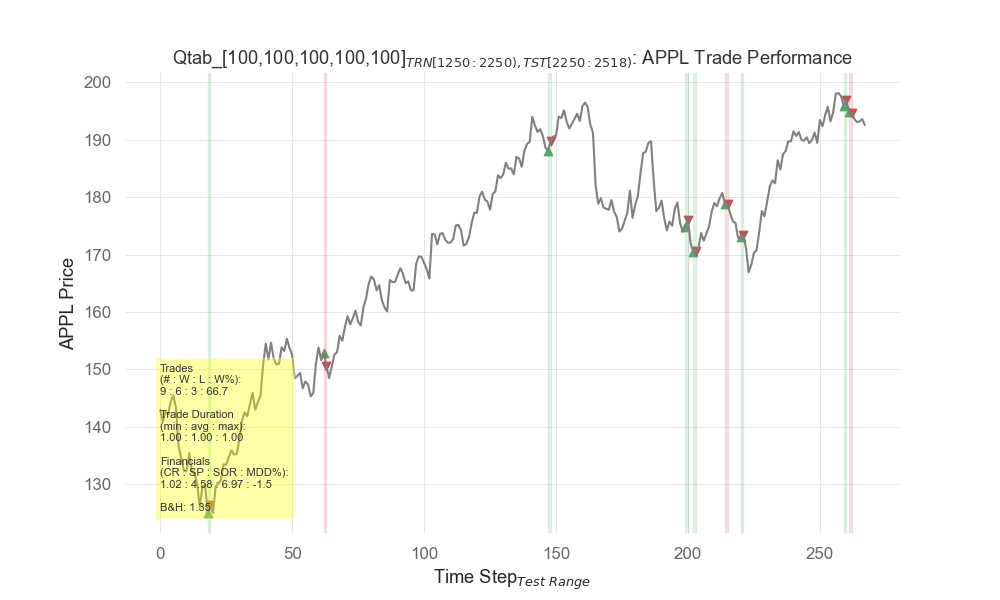 Qtab_[100,100,100,100,100]TRN[1250:2250),TST[2250:2518): APPL Trade Performance
200
190
180
170
160
150
140
130
APPL Price
Trades
(# : W : L : W%):
9 : 6 : 3 : 66.7
Trade Duration
(min : avg : max):
1.00 : 1.00 : 1.00
Financials
(CR : SP : SOR : MDD%):
1.02 : 4.58 : 6.97 : -1.5
B&H: 1.35
0 50 100 150 200 250
Time StepTest Range